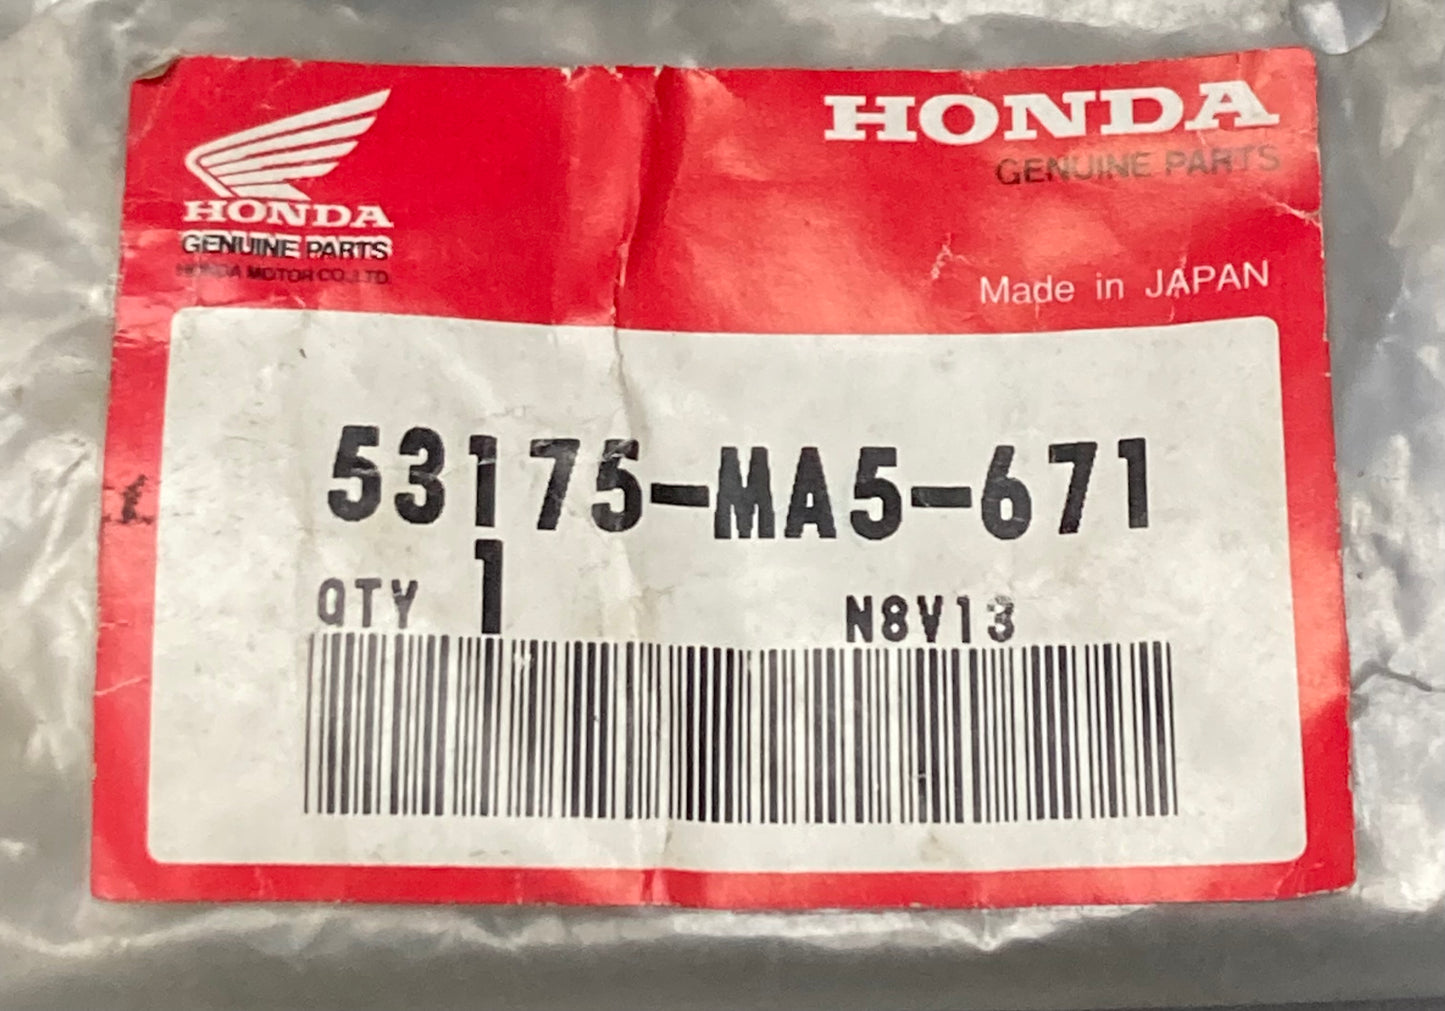 HONDA
GENUINE PARTS
HONDA MOTOR CO.,LTD.
HONDA
GENUINE PARTS
Made in JAPAN
53175-MA5-671
QTY 1 N8V13